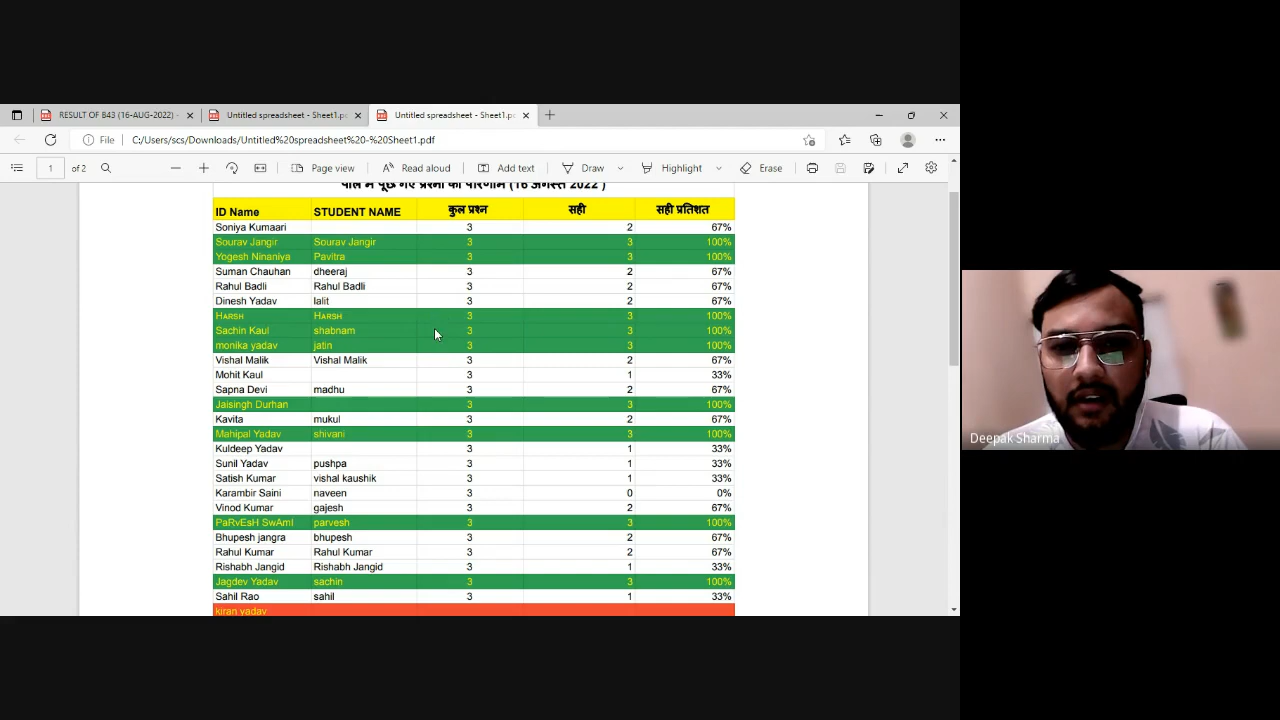 RESULT OF B43 (16-AUG-2022) - Untitled spreadsheet - Sheet1.pd Untitled spreadsheet - Sheet1.pd
File C:/Users/scs/Downloads/Untitled%20spreadsheet%20-%20Sheet1.pdf
1 of 2 Page view Read aloud Add text Draw Highlight Erase
पोल में पूछे गए प्रश्नों का परिणाम (16 अगस्त 2022 )
ID Name STUDENT NAME कुल प्रश्न सही सही प्रतिशत
Soniya Kumaari 3 2 67%
Sourav Jangir Sourav Jangir 3 3 100%
Yogesh Ninaniya Pavitra 3 3 100%
Suman Chauhan dheeraj 3 2 67%
Rahul Badli Rahul Badli 3 2 67%
Dinesh Yadav lalit 3 2 67%
HARSH HARSH 3 3 100%
Sachin Kaul shabnam 3 3 100%
monika yadav jatin 3 3 100%
Vishal Malik Vishal Malik 3 2 67%
Mohit Kaul 3 1 33%
Sapna Devi madhu 3 2 67%
Jaisingh Durhan 3 3 100%
Kavita mukul 3 2 67%
Mahipal Yadav shivani 3 3 100%
Kuldeep Yadav 3 1 33%
Sunil Yadav pushpa 3 1 33%
Satish Kumar vishal kaushik 3 1 33%
Karambir Saini naveen 3 0 0%
Vinod Kumar gajesh 3 2 67%
PaRvEsH SwAmI parvesh 3 3 100%
Bhupesh jangra bhupesh 3 2 67%
Rahul Kumar Rahul Kumar 3 2 67%
Rishabh Jangid Rishabh Jangid 3 1 33%
Jagdev Yadav sachin 3 3 100%
Sahil Rao sahil 3 1 33%
kiran yadav
Deepak Sharma